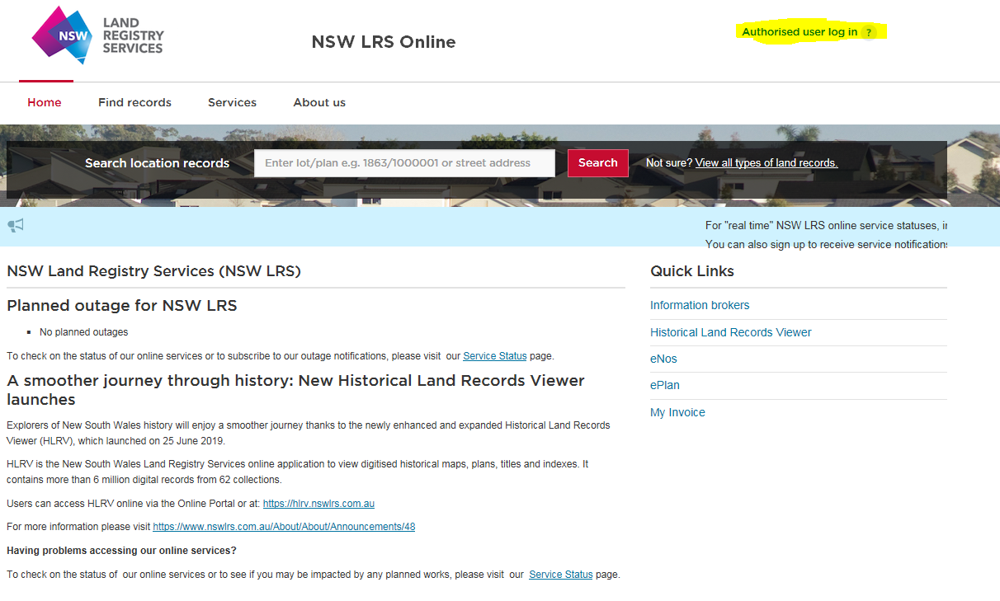 NSW LAND
REGISTRY
SERVICES
NSW LRS Online
Authorised user log in ?
Home Find records Services About us
Search location records Enter lot/plan e.g. 1863/1000001 or street address Search Not sure? View all types of land records.
For "real time" NSW LRS online service statuses, in
You can also sign up to receive service notifications
NSW Land Registry Services (NSW LRS)
Planned outage for NSW LRS
▪ No planned outages
To check on the status of our online services or to subscribe to our outage notifications, please visit our Service Status page.
A smoother journey through history: New Historical Land Records Viewer
launches
Explorers of New South Wales history will enjoy a smoother journey thanks to the newly enhanced and expanded Historical Land Records
Viewer (HLRV), which launched on 25 June 2019.
HLRV is the New South Wales Land Registry Services online application to view digitised historical maps, plans, titles and indexes. It
contains more than 6 million digital records from 62 collections.
Users can access HLRV online via the Online Portal or at: https://hlrv.nswlrs.com.au
For more information please visit https://www.nswlrs.com.au/About/About/Announcements/48
Having problems accessing our online services?
To check on the status of our online services or to see if you may be impacted by any planned works, please visit our Service Status page.
Quick Links
Information brokers
Historical Land Records Viewer
eNos
ePlan
My Invoice